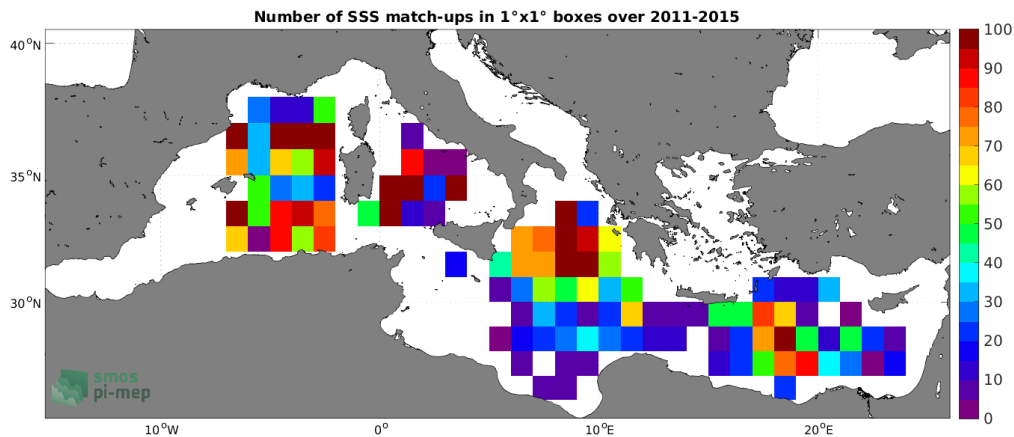 Number of SSS match-ups in 1°x1° boxes over 2011-2015
40°N
35°N
30°N
10°W
0°
10°E
20°E
100
90
80
70
60
50
40
30
20
10
0
smos
pi-mep